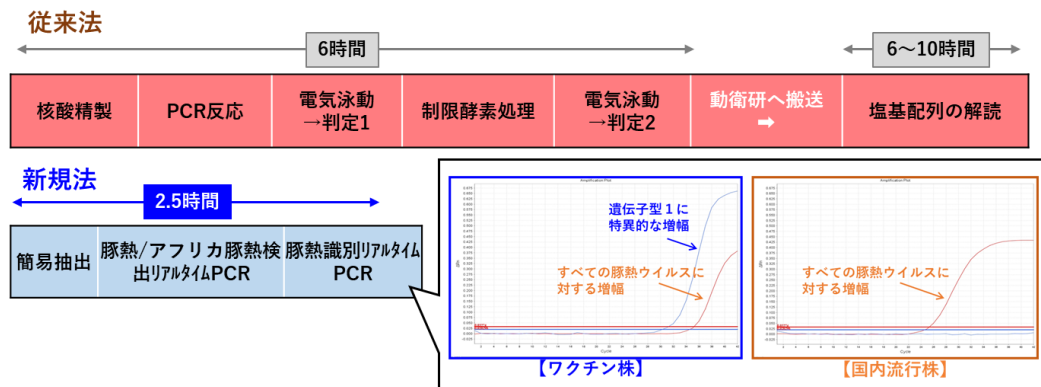 従来法
6時間
6～10時間
核酸精製
PCR反応
電気泳動
→判定1
制限酵素処理
電気泳動
→判定2
動衛研へ搬送
➡
塩基配列の解読
新規法
2.5時間
簡易抽出
豚熱/アフリカ豚熱検
出ﾘｱﾙﾀｲﾑPCR
豚熱識別ﾘｱﾙﾀｲﾑ
PCR
Amplification Plot
遺伝子型１に
特異的な増幅
すべての豚熱ウイルスに
対する増幅
Cycle
【ワクチン株】
Amplification Plot
すべての豚熱ウイルスに
対する増幅
Cycle
【国内流行株】